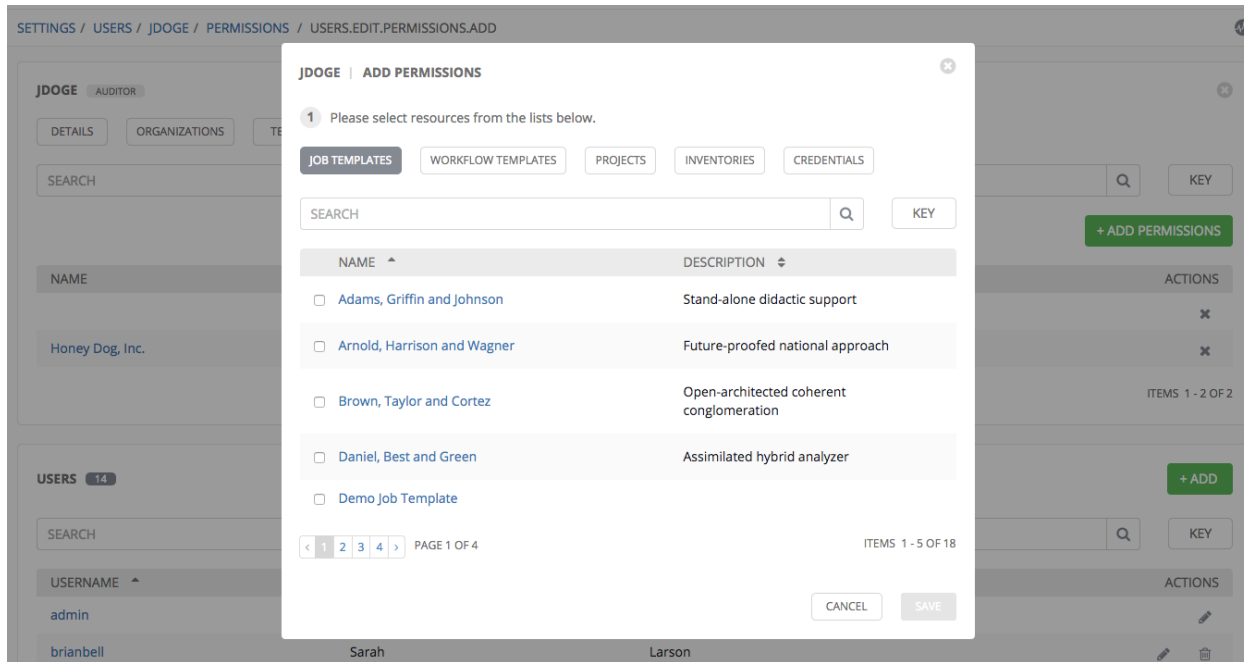 SETTINGS / USERS / JDOGE / PERMISSIONS / USERS.EDIT.PERMISSIONS.ADD
JDOGE AUDITOR
DETAILS ORGANIZATIONS TE
SEARCH KEY
+ ADD PERMISSIONS
NAME ACTIONS
Honey Dog, Inc.
ITEMS 1 - 2 OF 2
JDOGE | ADD PERMISSIONS
1 Please select resources from the lists below.
JOB TEMPLATES WORKFLOW TEMPLATES PROJECTS INVENTORIES CREDENTIALS
SEARCH KEY
NAME DESCRIPTION
Adams, Griffin and Johnson Stand-alone didactic support
Arnold, Harrison and Wagner Future-proofed national approach
Brown, Taylor and Cortez Open-architected coherent
conglomeration
Daniel, Best and Green Assimilated hybrid analyzer
Demo Job Template
< 1 2 3 4 > PAGE 1 OF 4 ITEMS 1 - 5 OF 18
CANCEL SAVE
USERS 14
+ ADD
SEARCH KEY
USERNAME ACTIONS
admin
brianbell Sarah Larson